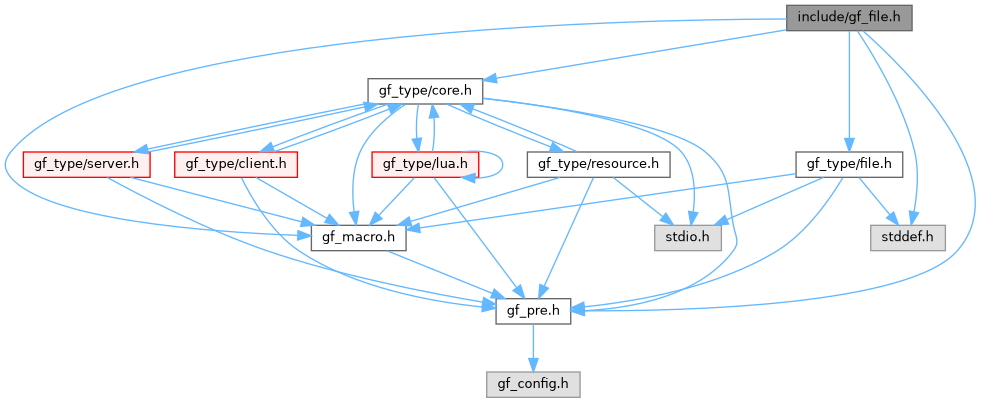 include/gf_file.h
gf_type/core.h
gf_type/server.h
gf_type/client.h
gf_type/lua.h
gf_type/resource.h
gf_type/file.h
gf_macro.h
stdio.h
stddef.h
gf_pre.h
gf_config.h